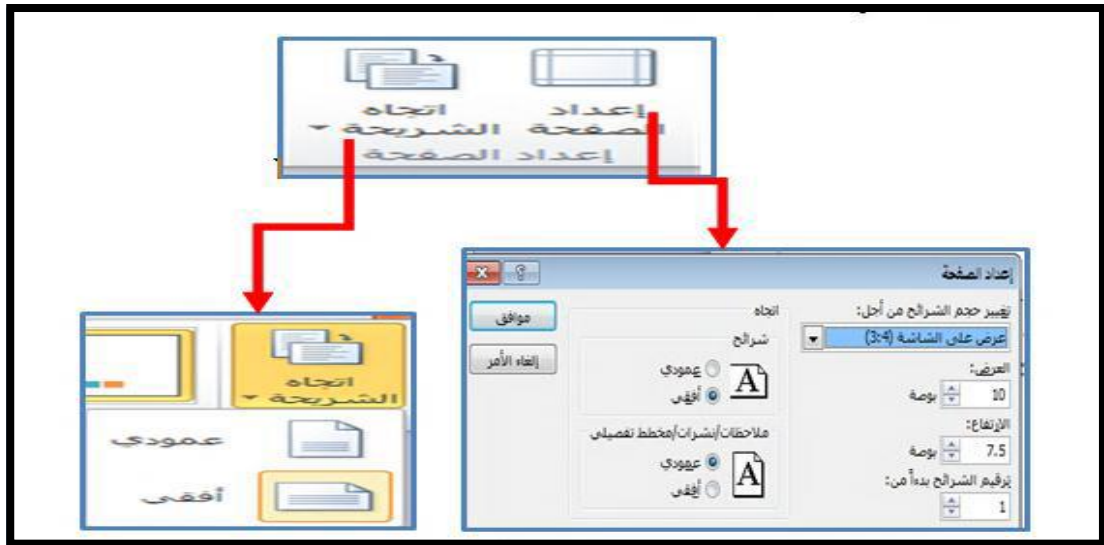 إعداد
الصفحة
اتجاه
الشريحة
إعداد الصفحة
إعداد الصفحة
تغيير حجم الشرائح من أجل:
عرض على الشاشة (3:4)
العرض:
10 بوصة
الارتفاع:
7.5 بوصة
ترقيم الشرائح بدءاً من:
1
اتجاه
شرائح
عمودي
أفقي
A
ملاحظات/نشرات/مخطط تفصيلي
عمودي
أفقي
A
موافق
إلغاء الأمر
اتجاه
الشريحة
عمودي
أفقي